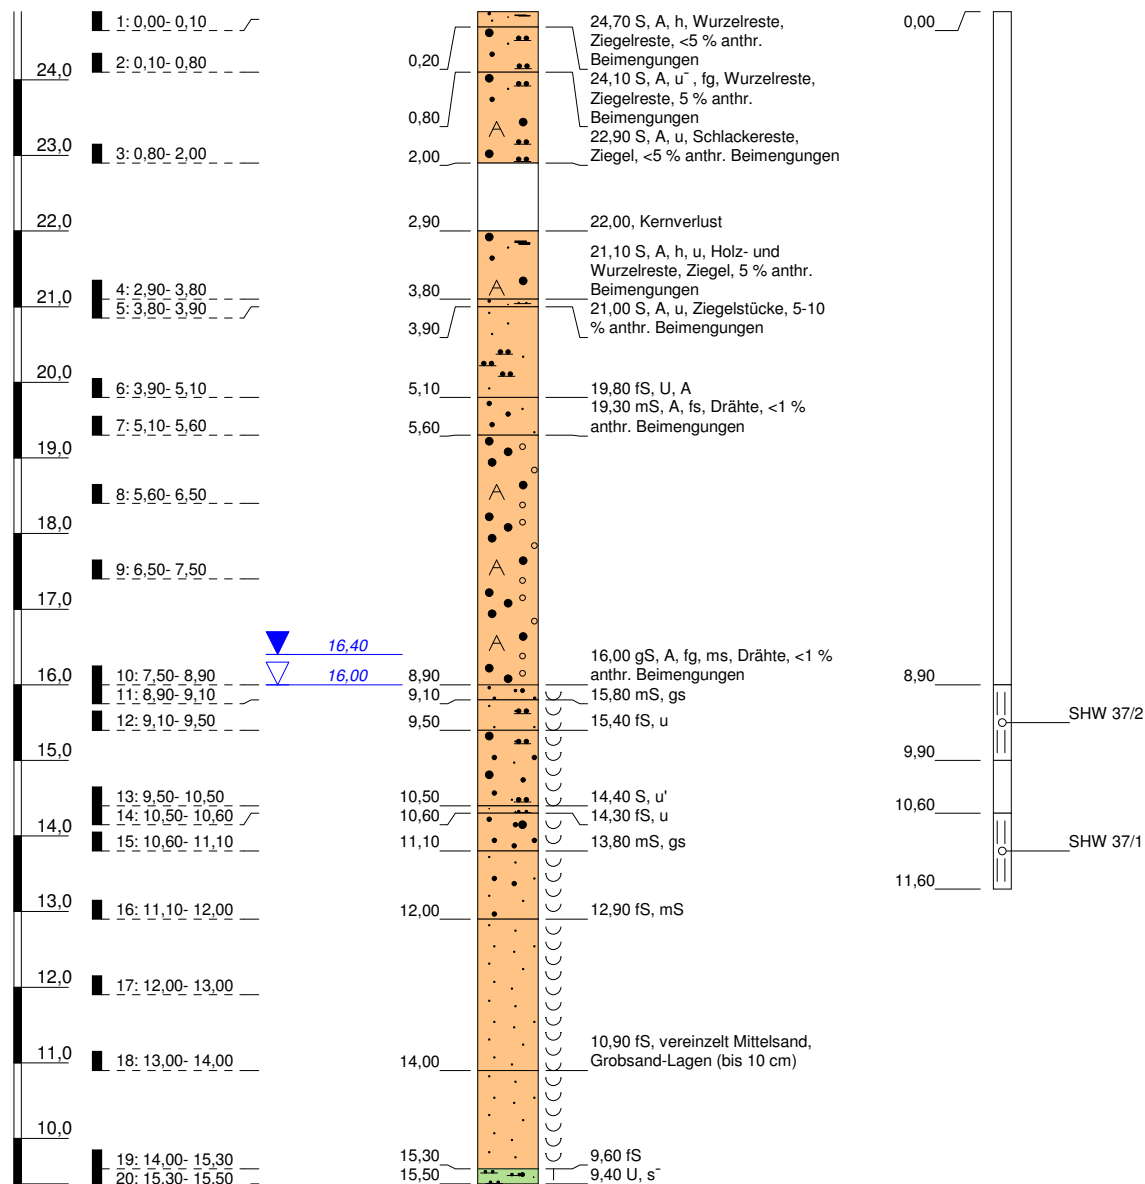 1: 0,00- 0,10
2: 0,10- 0,80
3: 0,80- 2,00
4: 2,90- 3,80
5: 3,80- 3,90
6: 3,90- 5,10
7: 5,10- 5,60
8: 5,60- 6,50
9: 6,50- 7,50
10: 7,50- 8,90
11: 8,90- 9,10
12: 9,10- 9,50
13: 9,50- 10,50
14: 10,50- 10,60
15: 10,60- 11,10
16: 11,10- 12,00
17: 12,00- 13,00
18: 13,00- 14,00
19: 14,00- 15,30
20: 15,30- 15,50
24,0
23,0
22,0
21,0
20,0
19,0
18,0
17,0
16,0
15,0
14,0
13,0
12,0
11,0
10,0
16,40
16,00
0,20
0,80
2,00
2,90
3,80
3,90
5,10
5,60
8,90
9,10
9,50
10,50
10,60
11,10
12,00
14,00
15,30
15,50
A
A
A
A
A
24,70 S, A, h, Wurzelreste,
Ziegelreste, <5 % anthr.
Beimengungen
24,10 S, A, u¯ , fg, Wurzelreste,
Ziegelreste, 5 % anthr.
Beimengungen
22,90 S, A, u, Schlackereste,
Ziegel, <5 % anthr. Beimengungen
22,00, Kernverlust
21,10 S, A, h, u, Holz- und
Wurzelreste, Ziegel, 5 % anthr.
Beimengungen
21,00 S, A, u, Ziegelstücke, 5-10
% anthr. Beimengungen
19,80 fS, U, A
19,30 mS, A, fs, Drähte, <1 %
anthr. Beimengungen
16,00 gS, A, fg, ms, Drähte, <1 %
anthr. Beimengungen
15,80 mS, gs
15,40 fS, u
14,40 S, u'
14,30 fS, u
13,80 mS, gs
12,90 fS, mS
10,90 fS, vereinzelt Mittelsand,
Grobsand-Lagen (bis 10 cm)
9,60 fS
9,40 U, s¯
0,00
8,90
9,90
10,60
11,60
SHW 37/2
SHW 37/1